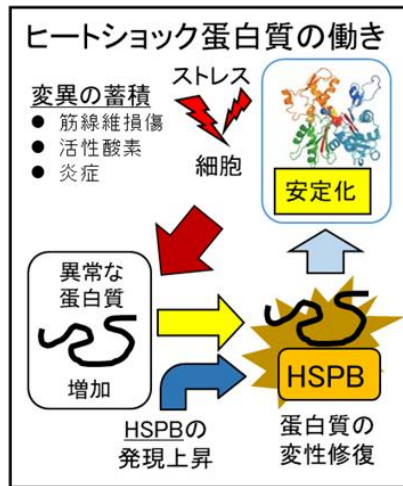 ヒートショック蛋白質の働き
ストレス
変異の蓄積
● 筋線維損傷
● 活性酸素
● 炎症
細胞
安定化
異常な
蛋白質
増加
HSPB
HSPBの
発現上昇
蛋白質の
変性修復